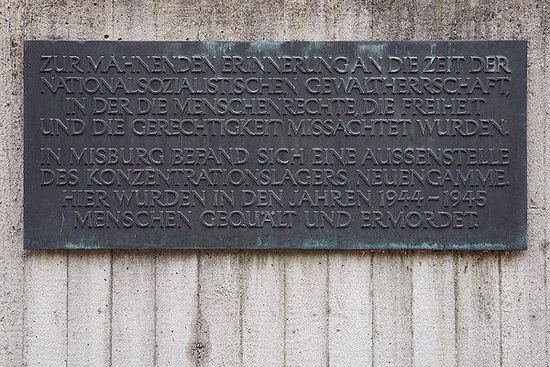 ZUR MAHNENDEN ERINNERUNG AN DIE ZEIT DER
NATIONALSOZIALISTISCHEN GEWALTHERRSCHAFT,
IN DER DIE MENSCHENRECHTE, DIE FREIHEIT
UND DIE GERECHTIGKEIT MISSACHTET WURDEN.
IN MISBURG BEFAND SICH EINE AUSSENSTELLE
DES KONZENTRATIONSLAGERS NEUENGAMME.
HIER WURDEN IN DEN JAHREN 1944–1945
MENSCHEN GEQUÄLT UND ERMORDET.